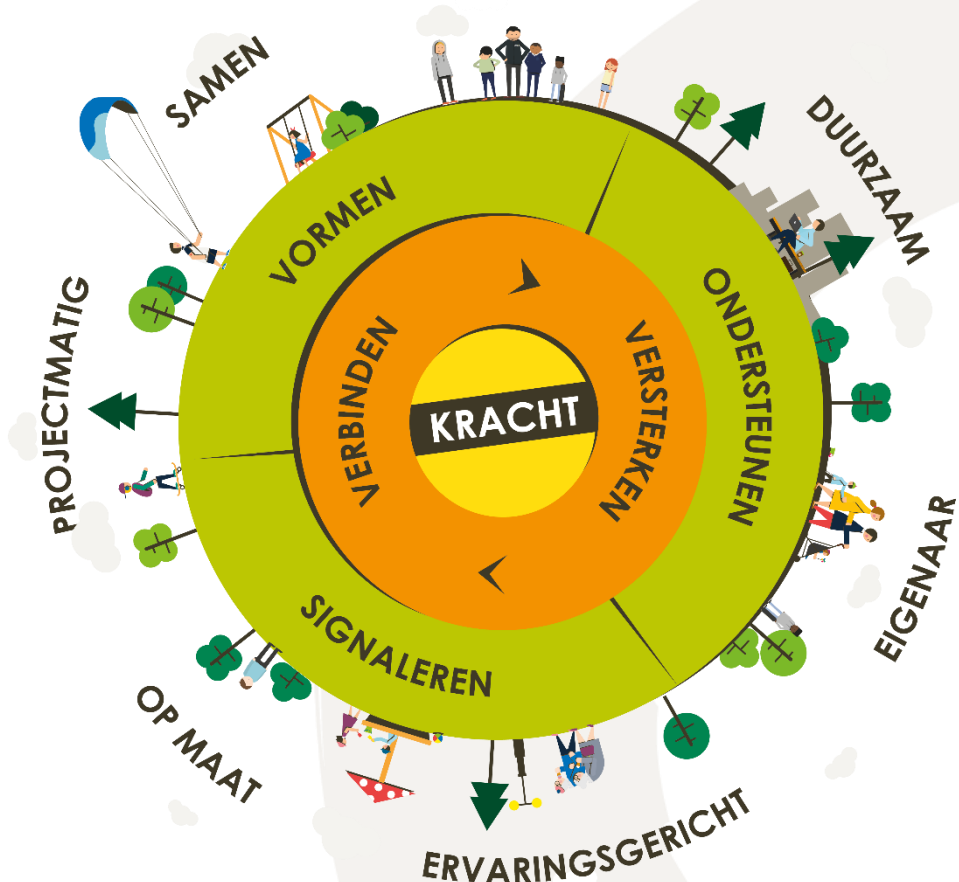 SAMEN
DUURZAAM
EIGENAAR
ERVARINGSGERICHT
OP MAAT
PROJECTMATIG
VORMEN
ONDERSTEUNEN
SIGNALEREN
VERBINDEN
VERSTERKEN
KRACHT